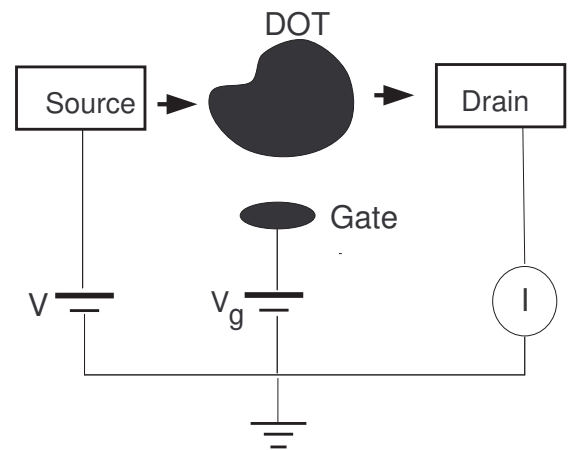 DOT
Source
Drain
Gate
V
Vg
I